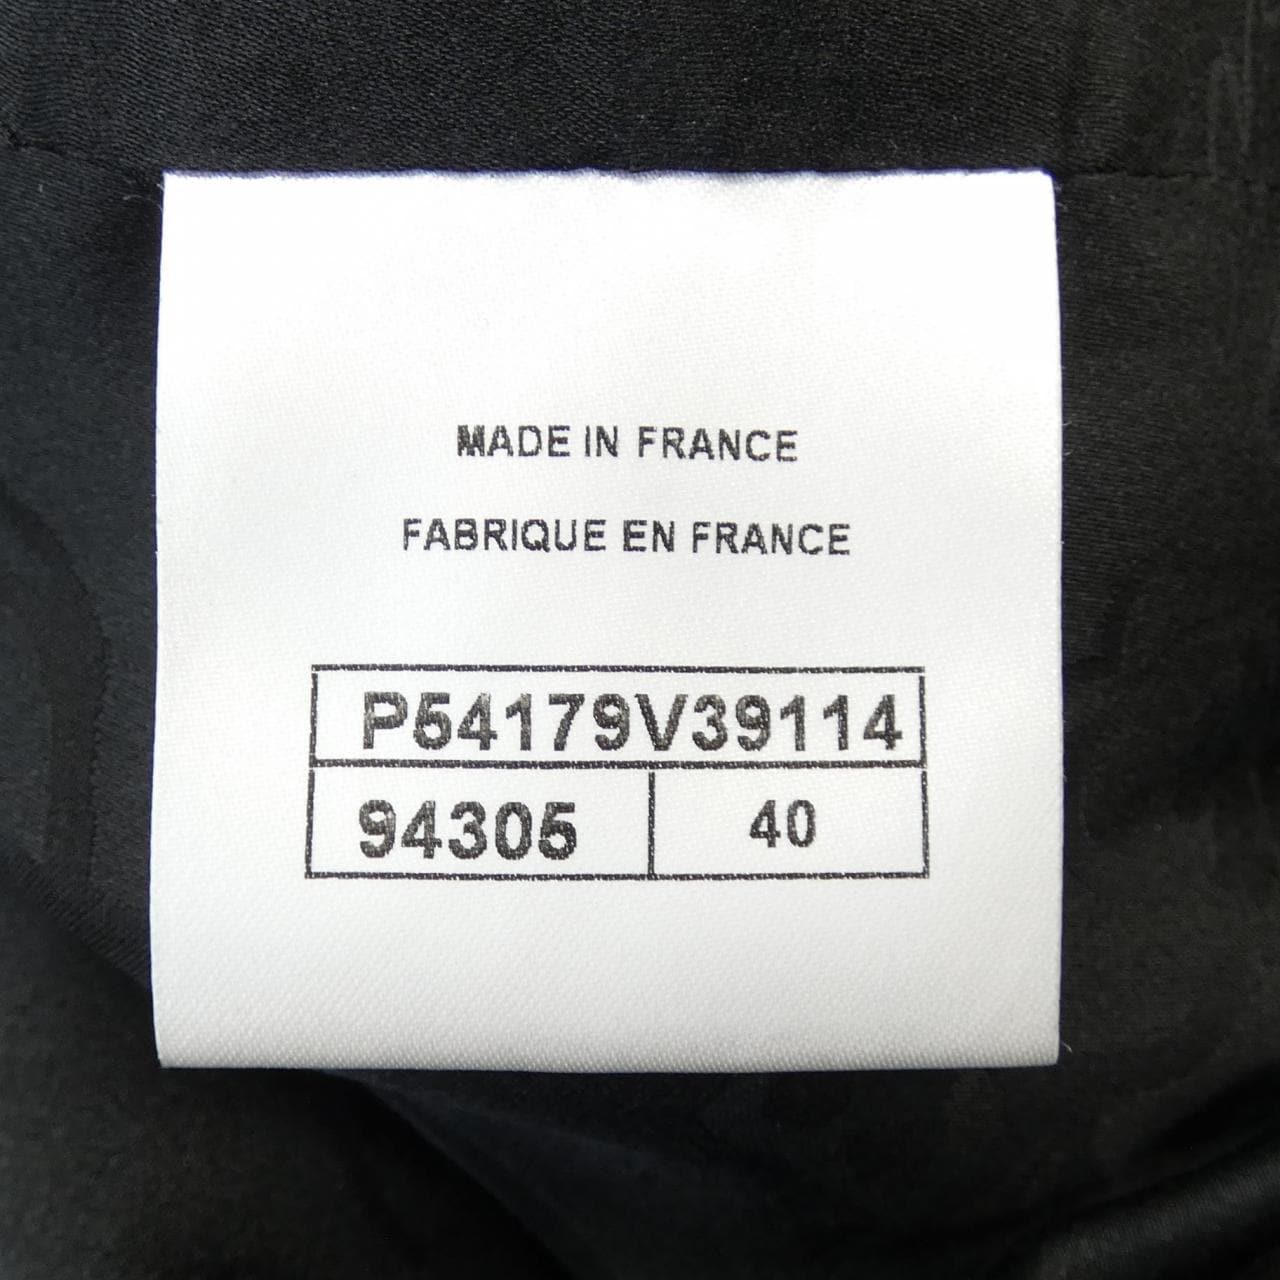 MADE IN FRANCE
FABRIQUE EN FRANCE
P54179V39114
94305 40